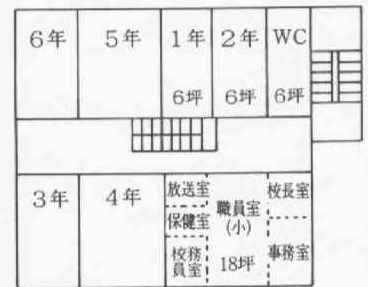 6年 5年 1年 2年 WC
6坪 6坪 6坪
3年 4年 放送室 職員室 校長室
保健室 (小)
校務 18坪 事務室
員室